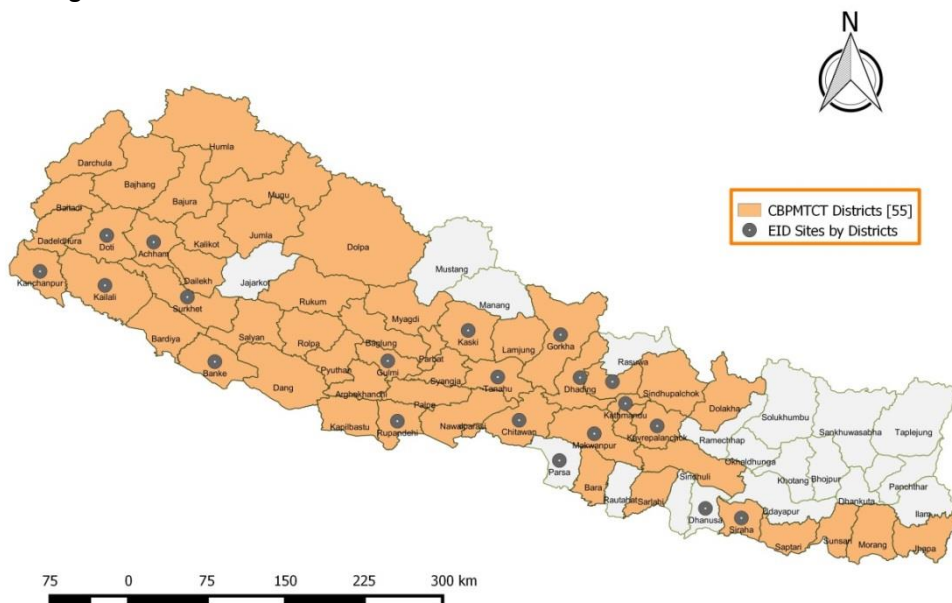 N
Humla
Darchula
Bajhang
Bajura
Mugu
Baitadi
Dadeldhura
Doti
Achham
Kalikot
Jumla
Dolpa
Mustang
Manang
Kanchanpur
Kailali
Dailekh
Jajarkot
Surkhet
Rukum
Myagdi
Bardiya
Salyan
Rolpa
Baglung
Parbat
Kaski
Lamjung
Gorkha
Rasuwa
Banke
Dang
Pyuthan
Gulmi
Syangja
Tanahu
Dhading
Sindhupalchok
Dolakha
Arghakhanchi
Palpa
Kapilbastu
Rupandehi
Nawalparasi
Chitawan
Makwanpur
Kathmandu
Kavrepalanchok
Ramechhap
Solukhumbu
Sankhuwasabha
Taplejung
Okheldhunga
Khotang
Bhojpur
Panchthar
Parsa
Bara
Rautahat
Sarlahi
Sindhuli
Dhanusa
Siraha
Udayapur
Dhankuta
Ilam
Saptari
Sunsari
Morang
Jhapa
CBPMTCT Districts [55]
EID Sites by Districts
75 0 75 150 225 300 km